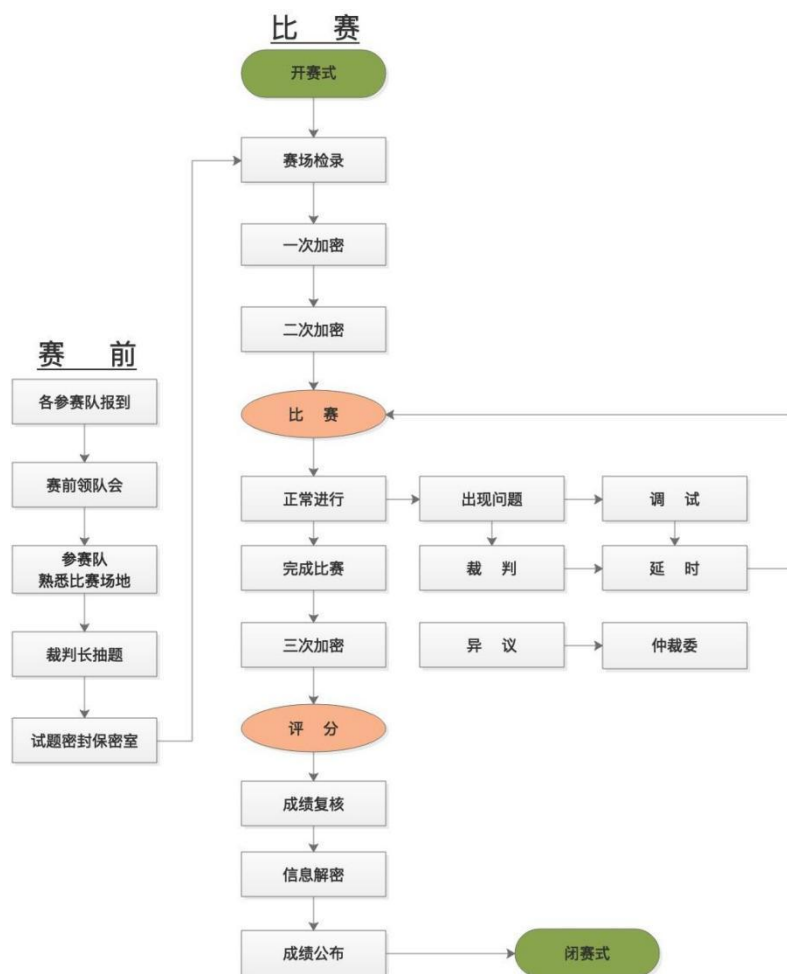 比 赛
开赛式
赛场检录
一次加密
二次加密
赛 前
各参赛队报到
比 赛
赛前领队会
正常进行
出现问题
调 试
参赛队
熟悉比赛场地
完成比赛
裁 判
延 时
裁判长抽题
三次加密
异 议
仲裁委
试题密封保密室
评 分
成绩复核
信息解密
成绩公布
闭赛式